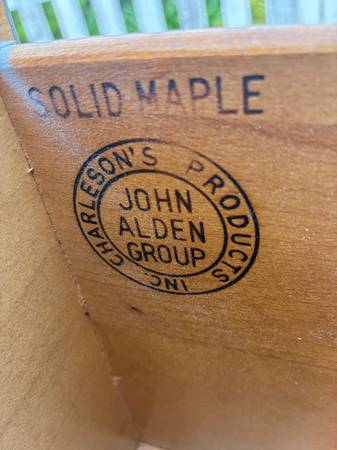 SOLID MAPLE
CHARLESON'S PRODUCTS INC.
JOHN
ALDEN
GROUP